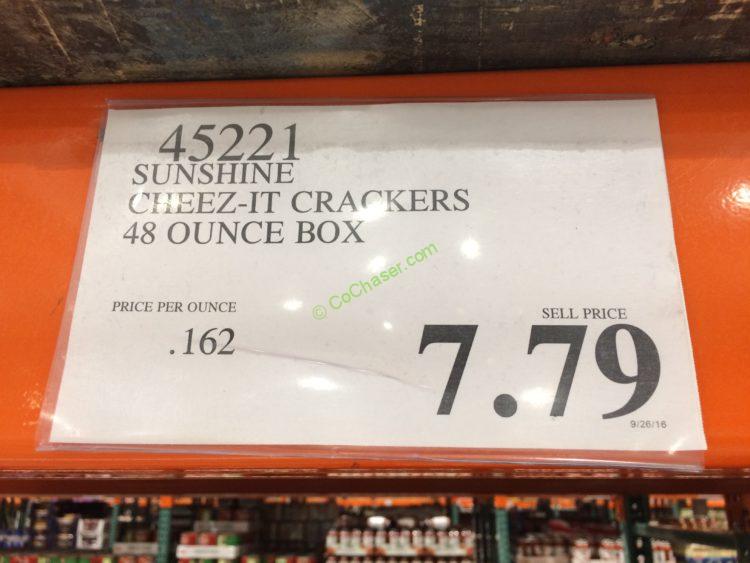 45221
SUNSHINE
CHEEZ-IT CRACKERS
48 OUNCE BOX
© CoChaser.com
PRICE PER OUNCE
.162
SELL PRICE
7.79
9/26/16